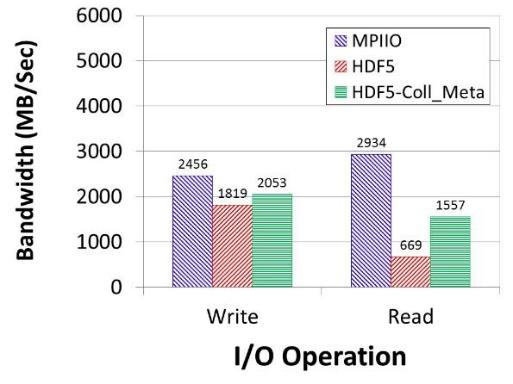 Bandwidth (MB/Sec)
6000
5000
4000
3000
2000
1000
0
MPIIO
HDF5
HDF5-Coll_Meta
2456
1819
2053
2934
669
1557
Write
Read
I/O Operation